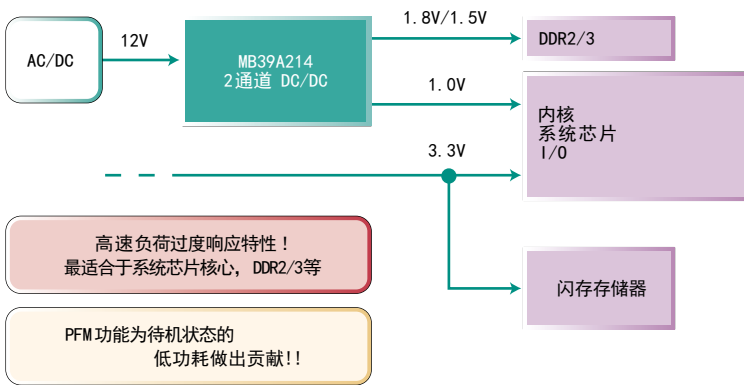 AC/DC
12V
MB39A214
2通道 DC/DC
1.8V/1.5V
DDR2/3
1.0V
内核
系统芯片
I/O
3.3V
高速负荷过度响应特性！
最适合于系统芯片核心，DDR2/3等
闪存存储器
PFM功能为待机状态的
低功耗做出贡献!!